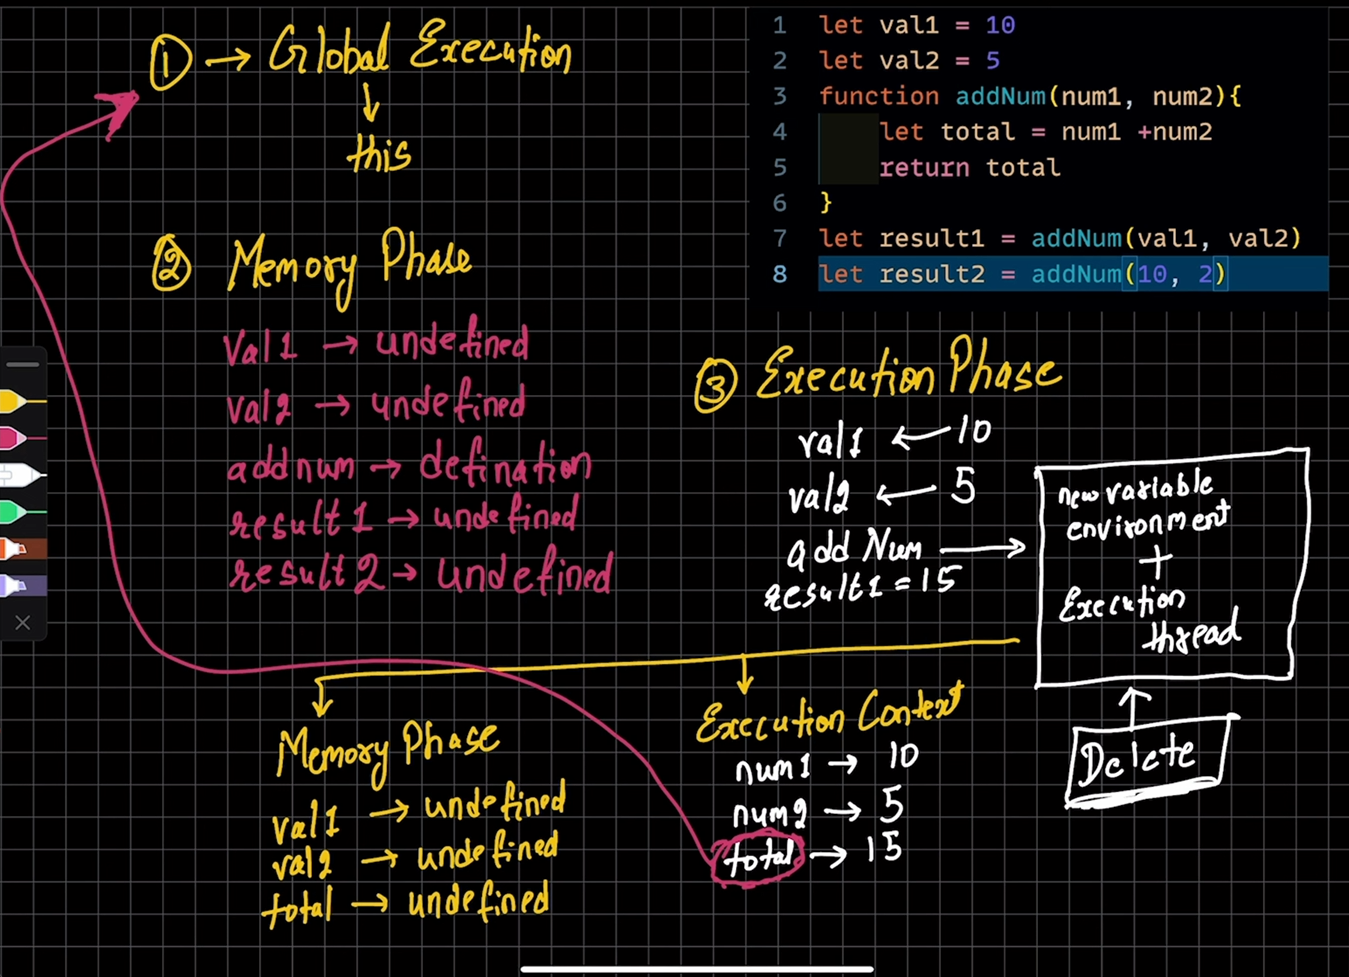 ① → Global Execution
↓
this
② Memory Phase
val1 → undefined
val2 → undefined
addnum → defination
result1 → undefined
result2 → undefined
1 let val1 = 10
2 let val2 = 5
3 function addNum(num1, num2){
4 let total = num1 +num2
5 return total
6 }
7 let result1 = addNum(val1, val2)
8 let result2 = addNum(10, 2)
③ Execution Phase
val1 ← 10
val2 ← 5
add Num →
result1 = 15
new variable
environment
+
Execution
thread
Delete
Memory Phase
val1 → undefined
val2 → undefined
total → undefined
Execution Context
num1 → 10
num2 → 5
total → 15